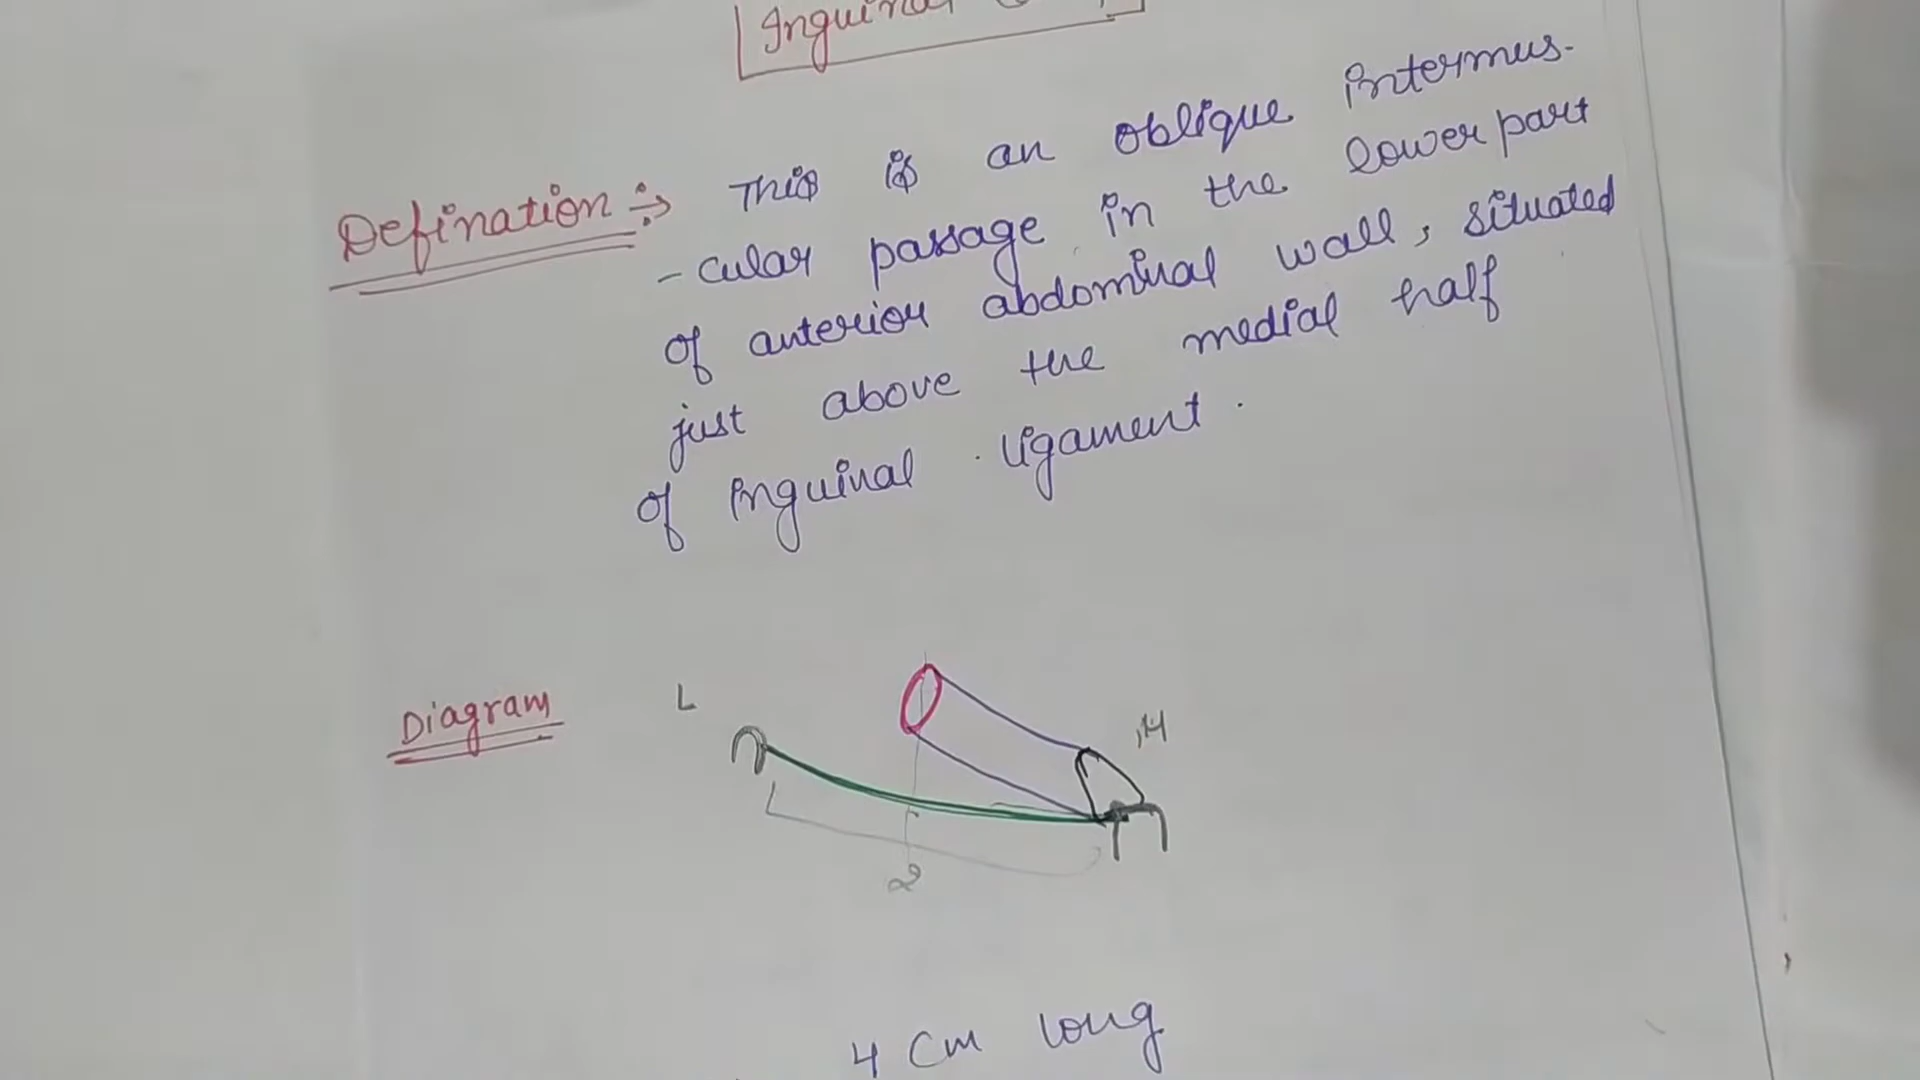 Inguinal
Defination :→ This is an oblique intermus-
- cular passage in the lower part
of anterior abdominal wall, situated
just above the medial half
of inguinal ligament.
Diagram
L
M
2
4 cm long